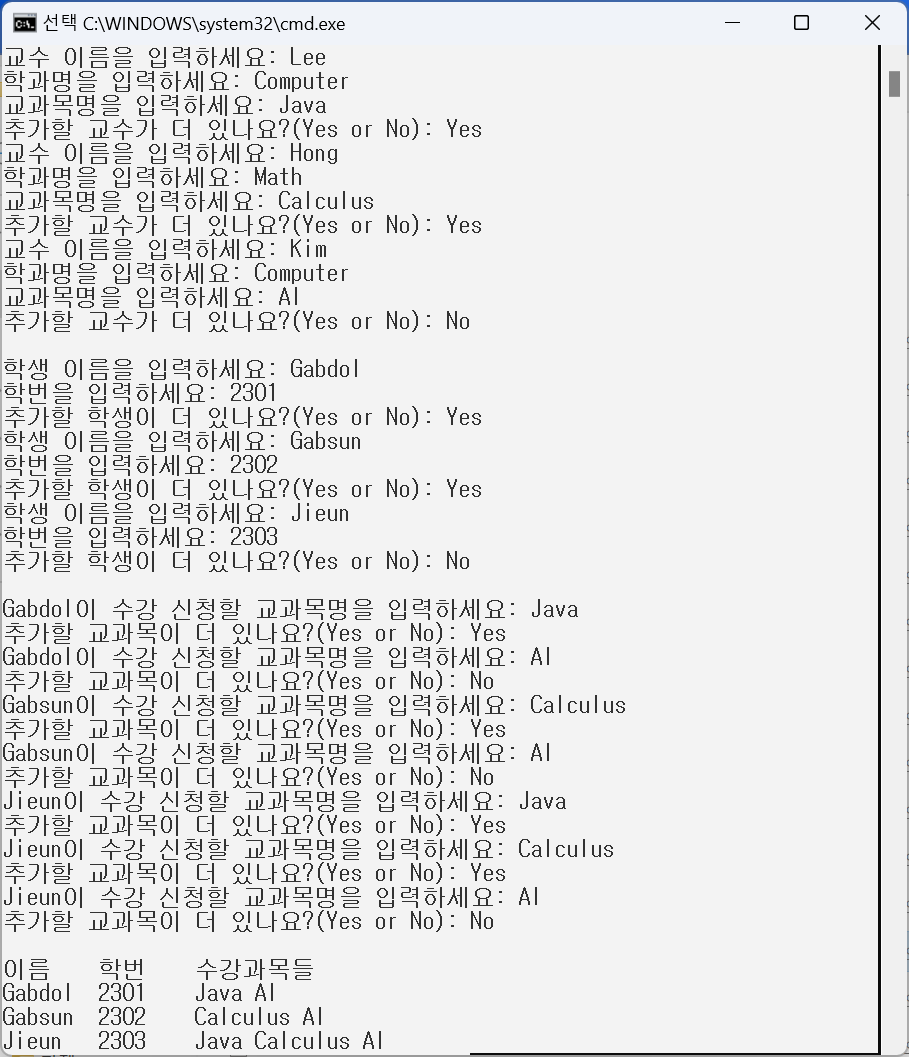 선택 C:\WINDOWS\system32\cmd.exe
교수 이름을 입력하세요: Lee
학과명을 입력하세요: Computer
교과목명을 입력하세요: Java
추가할 교수가 더 있나요?(Yes or No): Yes
교수 이름을 입력하세요: Hong
학과명을 입력하세요: Math
교과목명을 입력하세요: Calculus
추가할 교수가 더 있나요?(Yes or No): Yes
교수 이름을 입력하세요: Kim
학과명을 입력하세요: Computer
교과목명을 입력하세요: AI
추가할 교수가 더 있나요?(Yes or No): No
학생 이름을 입력하세요: Gabdol
학번을 입력하세요: 2301
추가할 학생이 더 있나요?(Yes or No): Yes
학생 이름을 입력하세요: Gabsun
학번을 입력하세요: 2302
추가할 학생이 더 있나요?(Yes or No): Yes
학생 이름을 입력하세요: Jieun
학번을 입력하세요: 2303
추가할 학생이 더 있나요?(Yes or No): No
Gabdol이 수강 신청할 교과목명을 입력하세요: Java
추가할 교과목이 더 있나요?(Yes or No): Yes
Gabdol이 수강 신청할 교과목명을 입력하세요: AI
추가할 교과목이 더 있나요?(Yes or No): No
Gabsun이 수강 신청할 교과목명을 입력하세요: Calculus
추가할 교과목이 더 있나요?(Yes or No): Yes
Gabsun이 수강 신청할 교과목명을 입력하세요: AI
추가할 교과목이 더 있나요?(Yes or No): No
Jieun이 수강 신청할 교과목명을 입력하세요: Java
추가할 교과목이 더 있나요?(Yes or No): Yes
Jieun이 수강 신청할 교과목명을 입력하세요: Calculus
추가할 교과목이 더 있나요?(Yes or No): Yes
Jieun이 수강 신청할 교과목명을 입력하세요: AI
추가할 교과목이 더 있나요?(Yes or No): No
이름 학번 수강과목들
Gabdol 2301 Java AI
Gabsun 2302 Calculus AI
Jieun 2303 Java Calculus AI